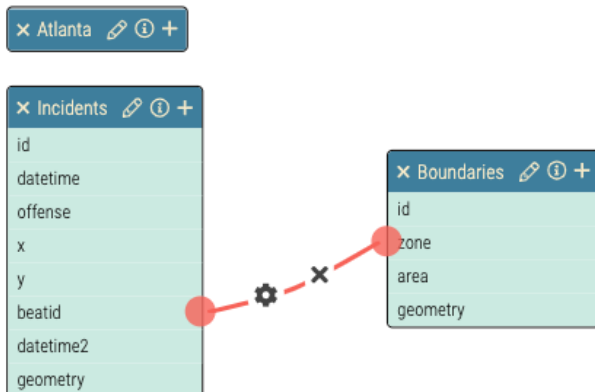 Atlanta
Incidents
id
datetime
offense
x
y
beatid
datetime2
geometry
Boundaries
id
zone
area
geometry